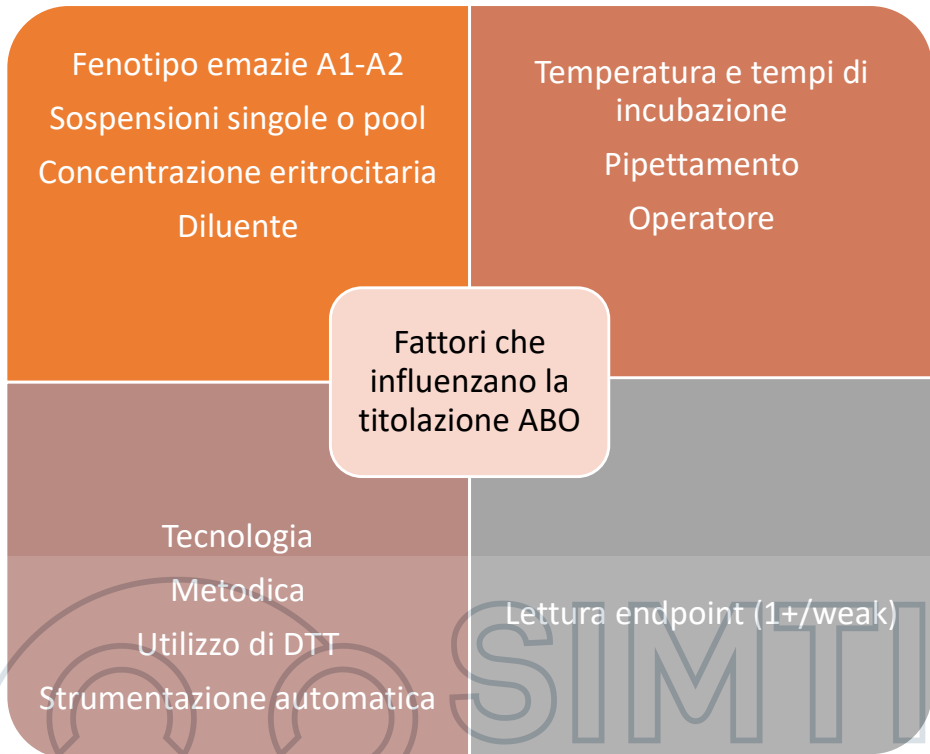 Fenotipo emazie A1-A2
Sospensioni singole o pool
Concentrazione eritrocitaria
Diluente
Temperatura e tempi di
incubazione
Pipettamento
Operatore
Fattori che
influenzano la
titolazione ABO
Tecnologia
Metodica
Utilizzo di DTT
Strumentazione automatica
Lettura endpoint (1+/weak)
SIMTI